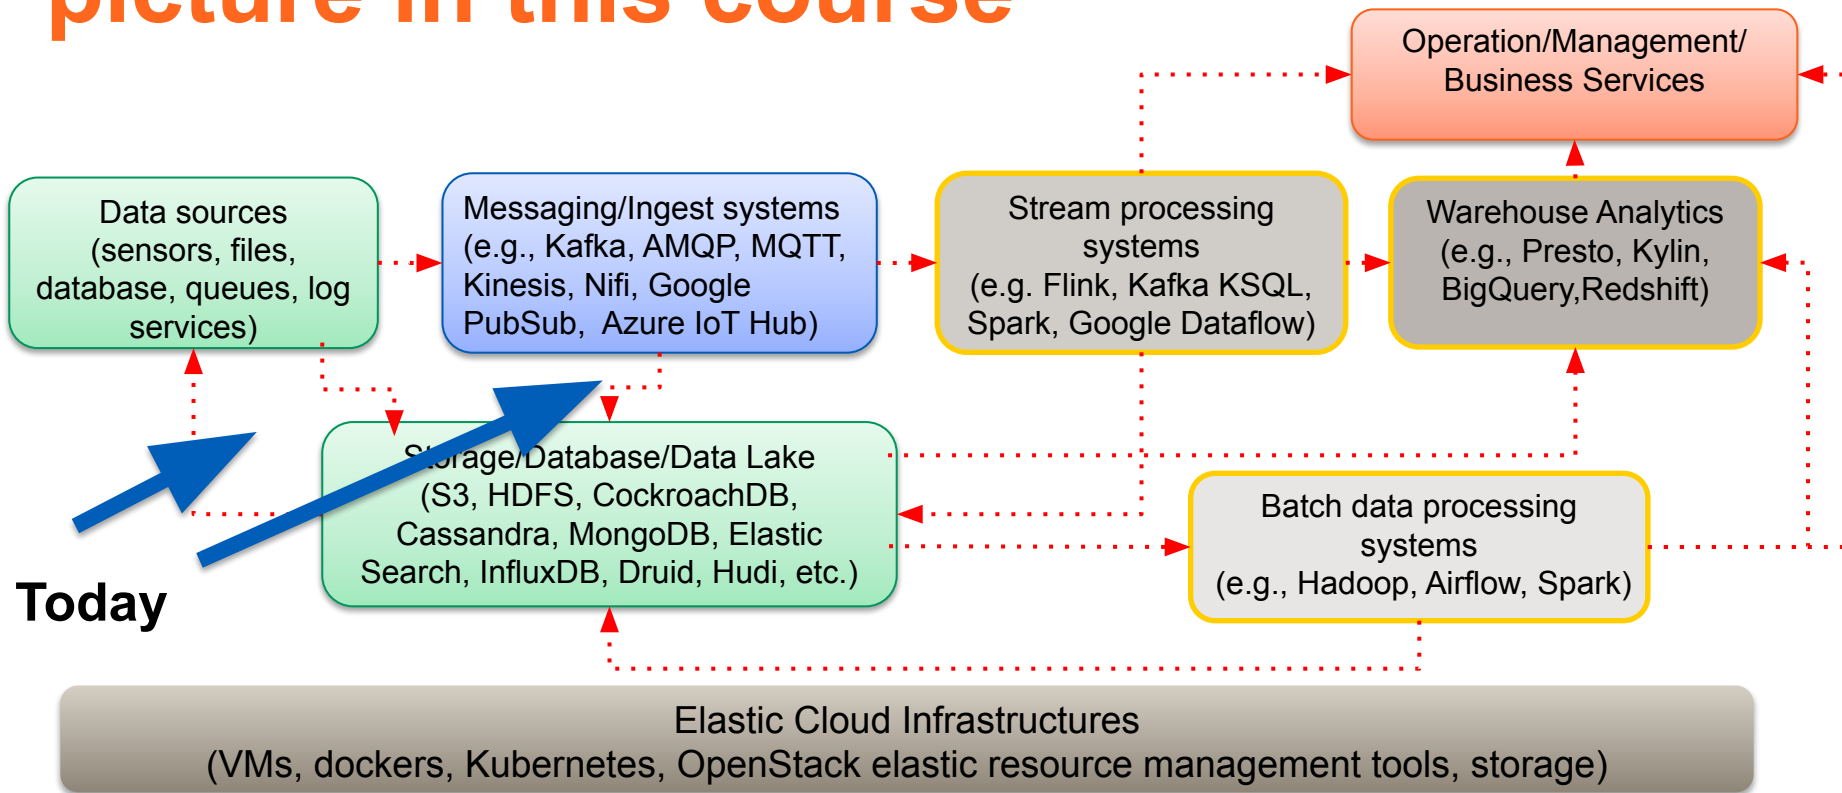 picture in this course
Operation/Management/
Business Services
Data sources
(sensors, files,
database, queues, log
services)
Messaging/Ingest systems
(e.g., Kafka, AMQP, MQTT,
Kinesis, Nifi, Google
PubSub, Azure IoT Hub)
Stream processing
systems
(e.g. Flink, Kafka KSQL,
Spark, Google Dataflow)
Warehouse Analytics
(e.g., Presto, Kylin,
BigQuery,Redshift)
Storage/Database/Data Lake
(S3, HDFS, CockroachDB,
Cassandra, MongoDB, Elastic
Search, InfluxDB, Druid, Hudi, etc.)
Batch data processing
systems
(e.g., Hadoop, Airflow, Spark)
Today
Elastic Cloud Infrastructures
(VMs, dockers, Kubernetes, OpenStack elastic resource management tools, storage)